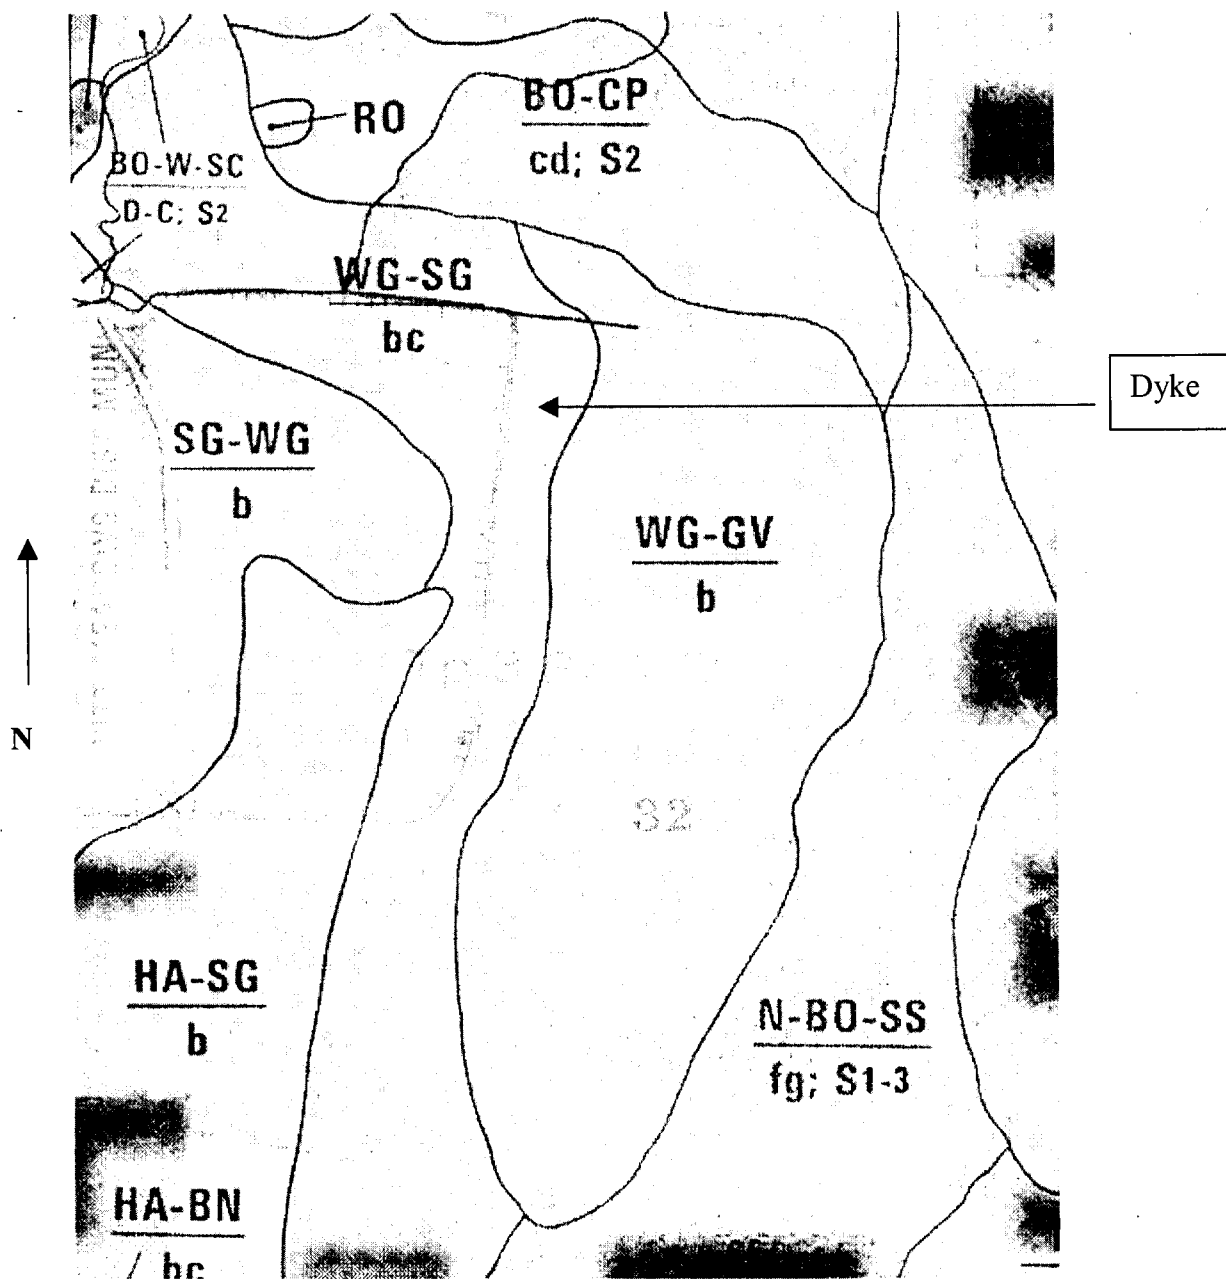 BO-CP
cd; S2
RO
BO-W-SC
D-C; S2
WG-SG
bc
Dyke
SG-WG
b
WG-GV
b
N
32
HA-SG
b
N-BO-SS
fg; S1-3
HA-BN
bc